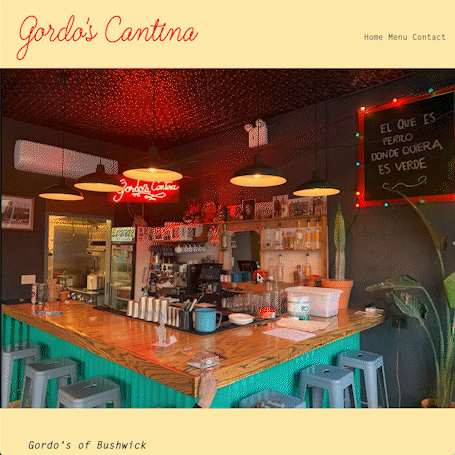 Gordo's Cantina
Home Menu Contact
Gordo's Cantina
EL QUE ES
PERICO
DONDE QUIERA
ES VERDE
Gordo's of Bushwick